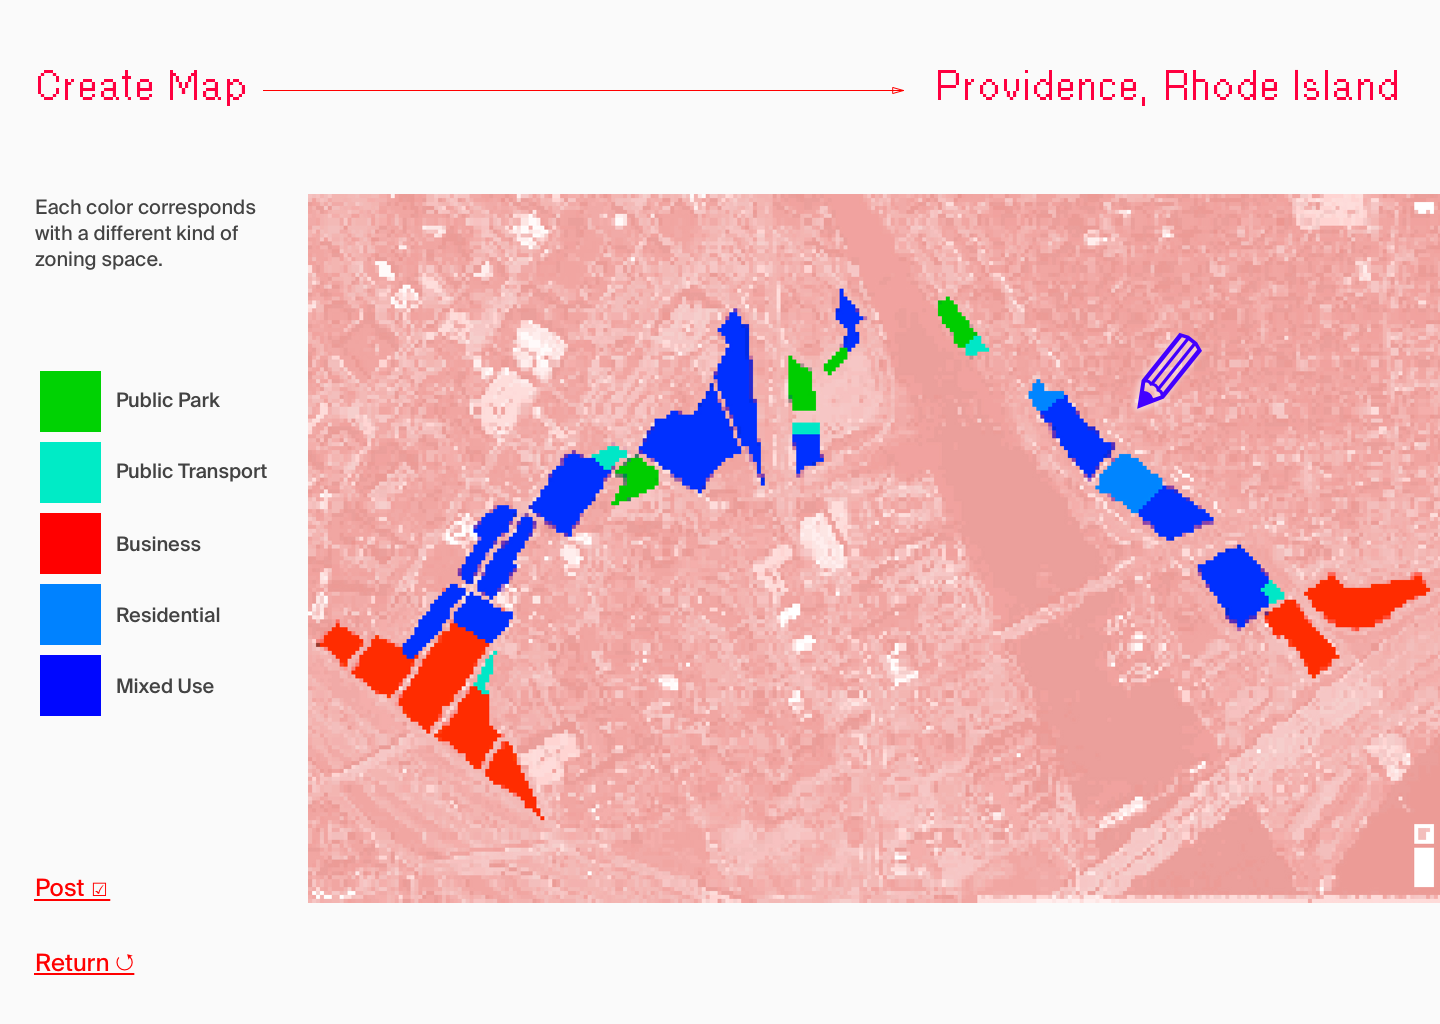 Create Map
Providence, Rhode Island
Each color corresponds
with a different kind of
zoning space.
Public Park
Public Transport
Business
Residential
Mixed Use
Post ☑
Return